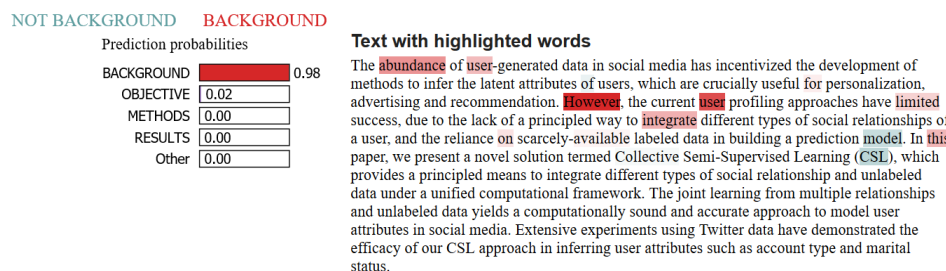 NOT BACKGROUND BACKGROUND
Prediction probabilities
BACKGROUND 0.98
OBJECTIVE 0.02
METHODS 0.00
RESULTS 0.00
Other 0.00
Text with highlighted words
The abundance of user-generated data in social media has incentivized the development of
methods to infer the latent attributes of users, which are crucially useful for personalization,
advertising and recommendation. However, the current user profiling approaches have limited
success, due to the lack of a principled way to integrate different types of social relationships of
a user, and the reliance on scarcely-available labeled data in building a prediction model. In this
paper, we present a novel solution termed Collective Semi-Supervised Learning (CSL), which
provides a principled means to integrate different types of social relationship and unlabeled
data under a unified computational framework. The joint learning from multiple relationships
and unlabeled data yields a computationally sound and accurate approach to model user
attributes in social media. Extensive experiments using Twitter data have demonstrated the
efficacy of our CSL approach in inferring user attributes such as account type and marital
status.